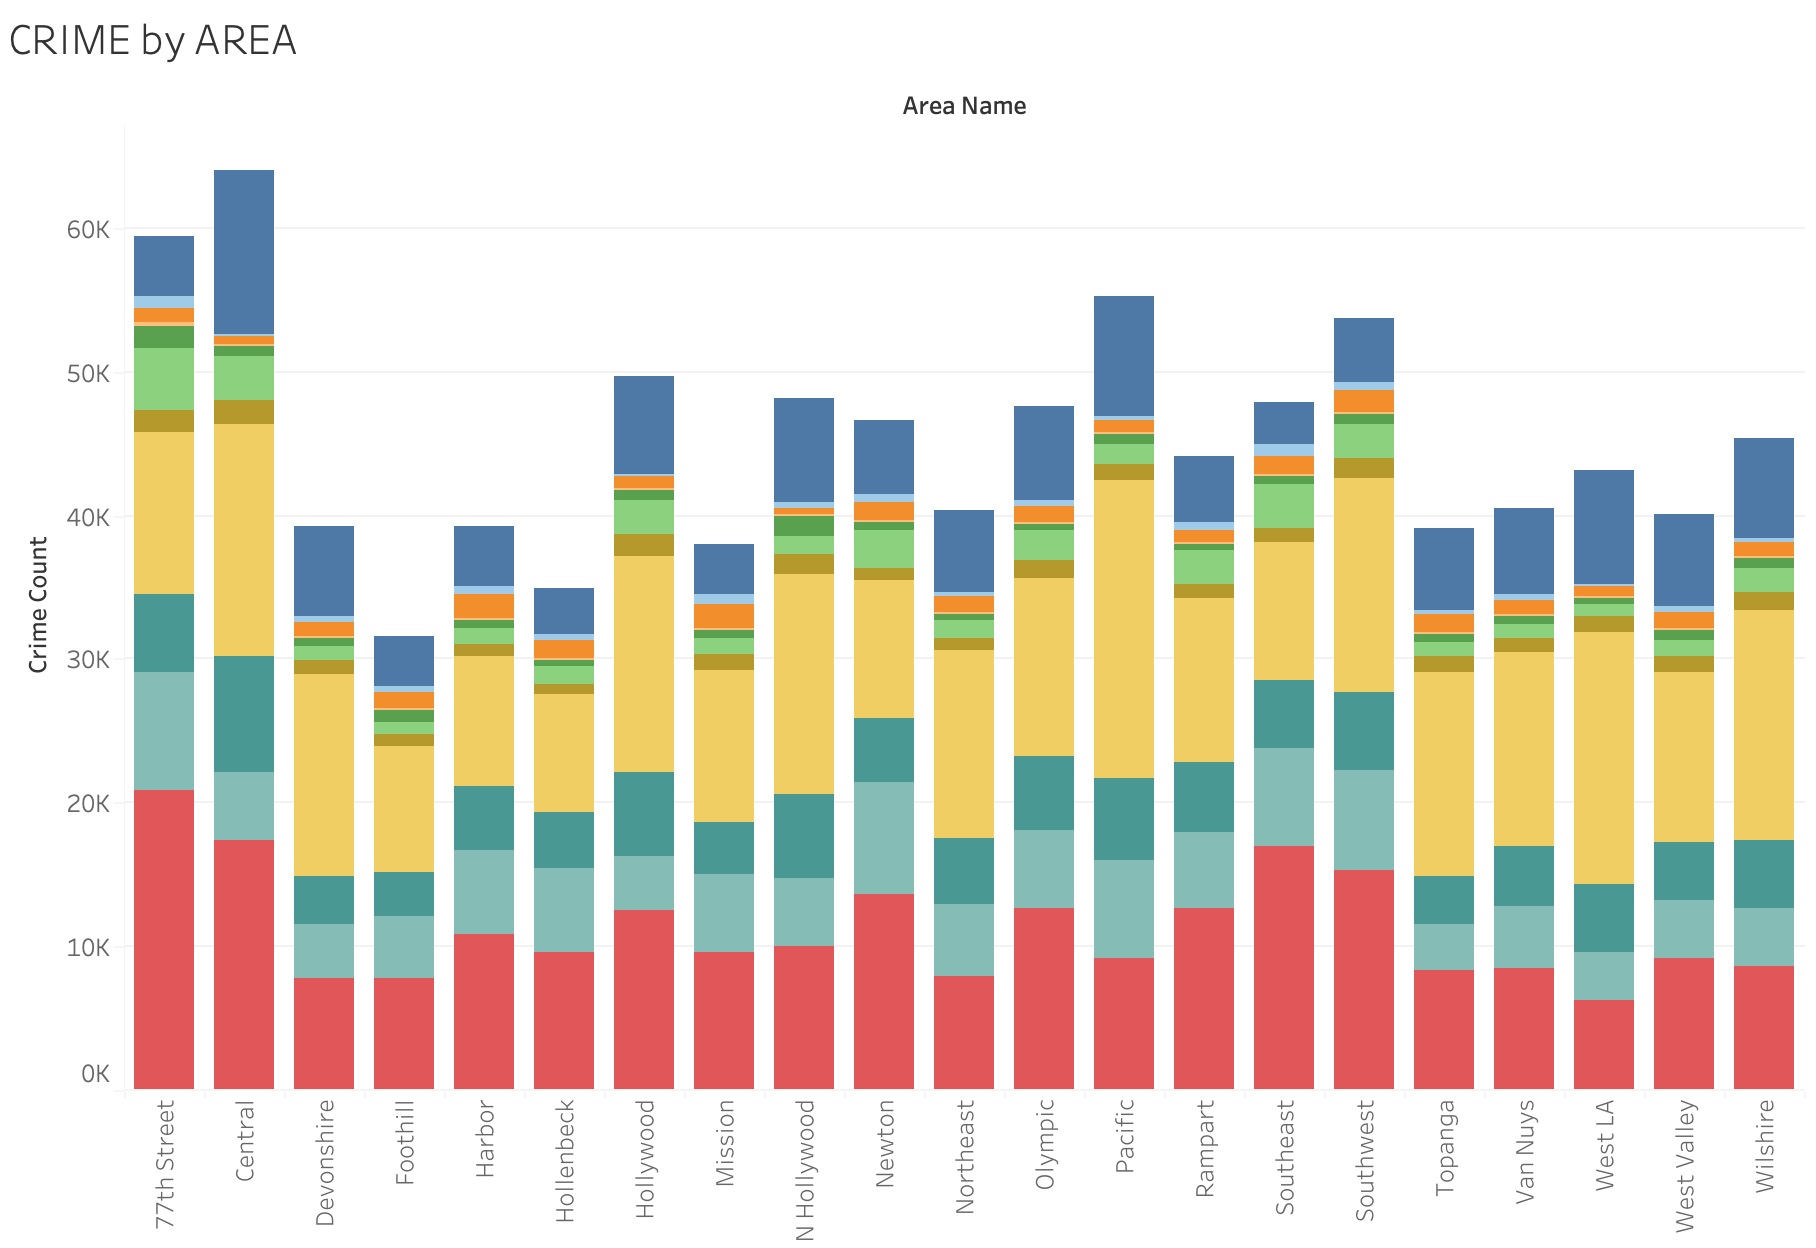 CRIME by AREA
Area Name
Crime Count
60K
50K
40K
30K
20K
10K
0K
77th Street
Central
Devonshire
Foothill
Harbor
Hollenbeck
Hollywood
Mission
N Hollywood
Newton
Northeast
Olympic
Pacific
Rampart
Southeast
Southwest
Topanga
Van Nuys
West LA
West Valley
Wilshire